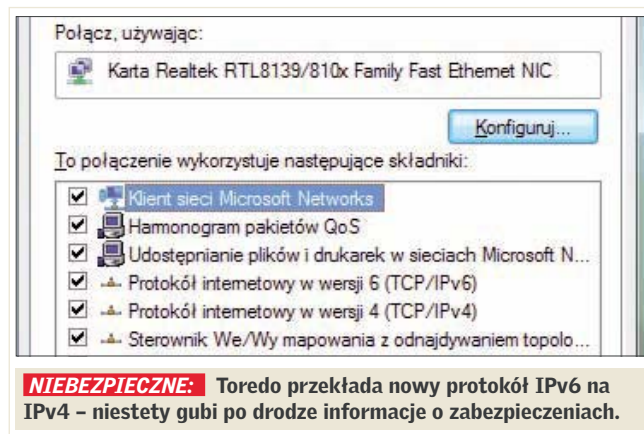 Połącz, używając:
Karta Realtek RTL8139/810x Family Fast Ethernet NIC
Konfiguruj...
To połączenie wykorzystuje następujące składniki:
Klient sieci Microsoft Networks
Harmonogram pakietów QoS
Udostępnianie plików i drukarek w sieciach Microsoft N...
Protokół internetowy w wersji 6 (TCP/IPv6)
Protokół internetowy w wersji 4 (TCP/IPv4)
Sterownik We/Wy mapowania z odnajdywaniem topolo...
NIEBEZPIECZNE: Toredo przekłada nowy protokół IPv6 na
IPv4 – niestety gubi po drodze informacje o zabezpieczeniach.